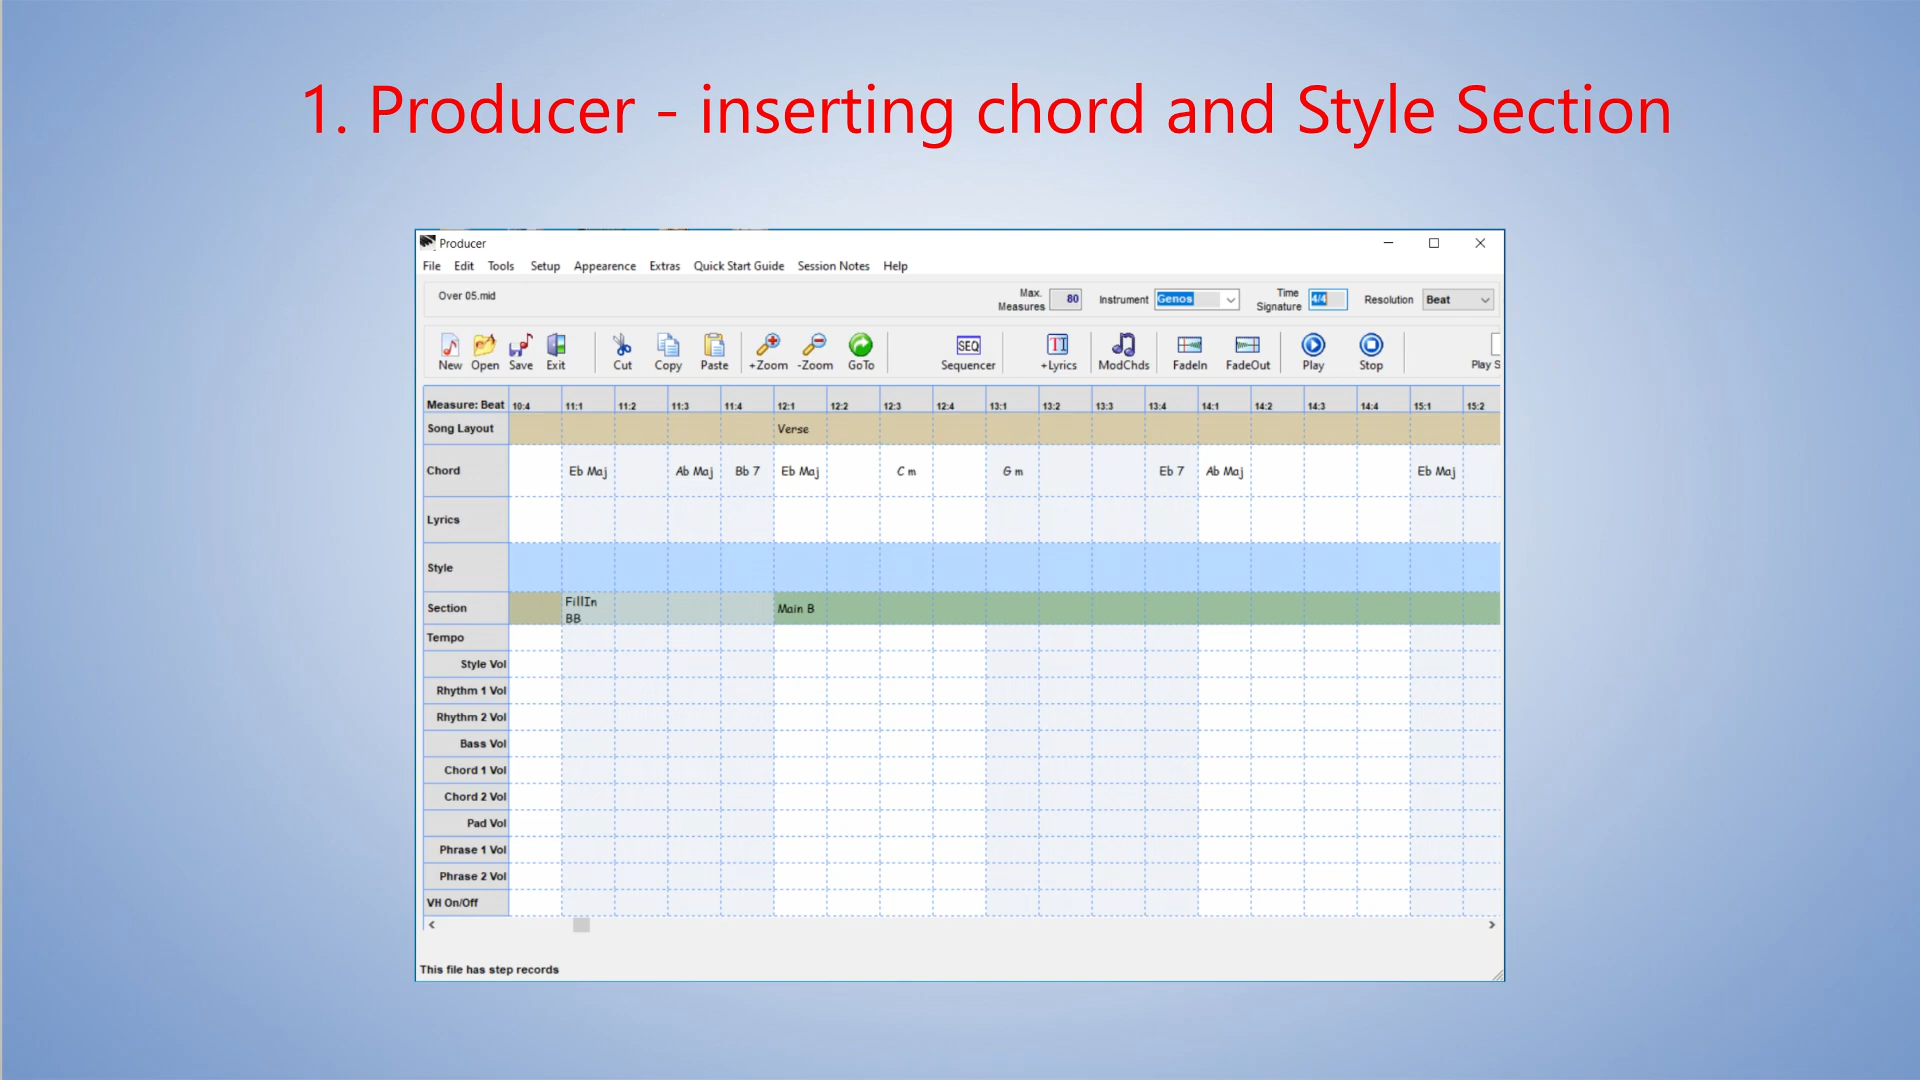 1. Producer - inserting chord and Style Section
Producer
File Edit Tools Setup Appearence Extras Quick Start Guide Session Notes Help
Over 05.mid
Max. Measures 80 Instrument Genos Time Signature 4/4 Resolution Beat
New Open Save Exit Cut Copy Paste +Zoom -Zoom GoTo SEQ Sequencer +Lyrics ModChds FadeIn FadeOut Play Stop Play S
Measure: Beat 10:4 11:1 11:2 11:3 11:4 12:1 12:2 12:3 12:4 13:1 13:2 13:3 13:4 14:1 14:2 14:3 14:4 15:1 15:2
Song Layout Verse
Chord Eb Maj Ab Maj Bb 7 Eb Maj C m G m Eb 7 Ab Maj Eb Maj
Lyrics
Style
Section FillIn BB Main B
Tempo
Style Vol
Rhythm 1 Vol
Rhythm 2 Vol
Bass Vol
Chord 1 Vol
Chord 2 Vol
Pad Vol
Phrase 1 Vol
Phrase 2 Vol
VH On/Off
This file has step records